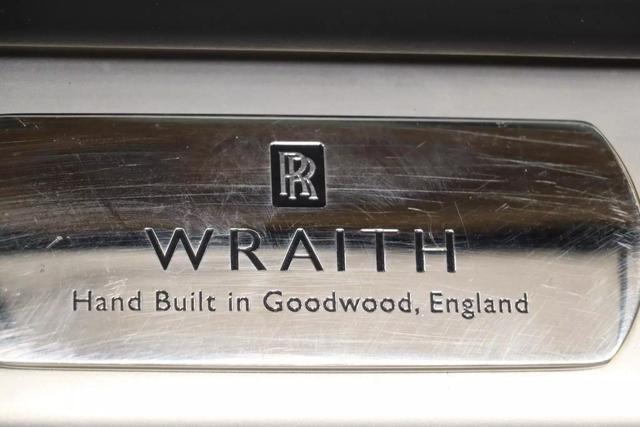 RR
WRAITH
Hand Built in Goodwood, England